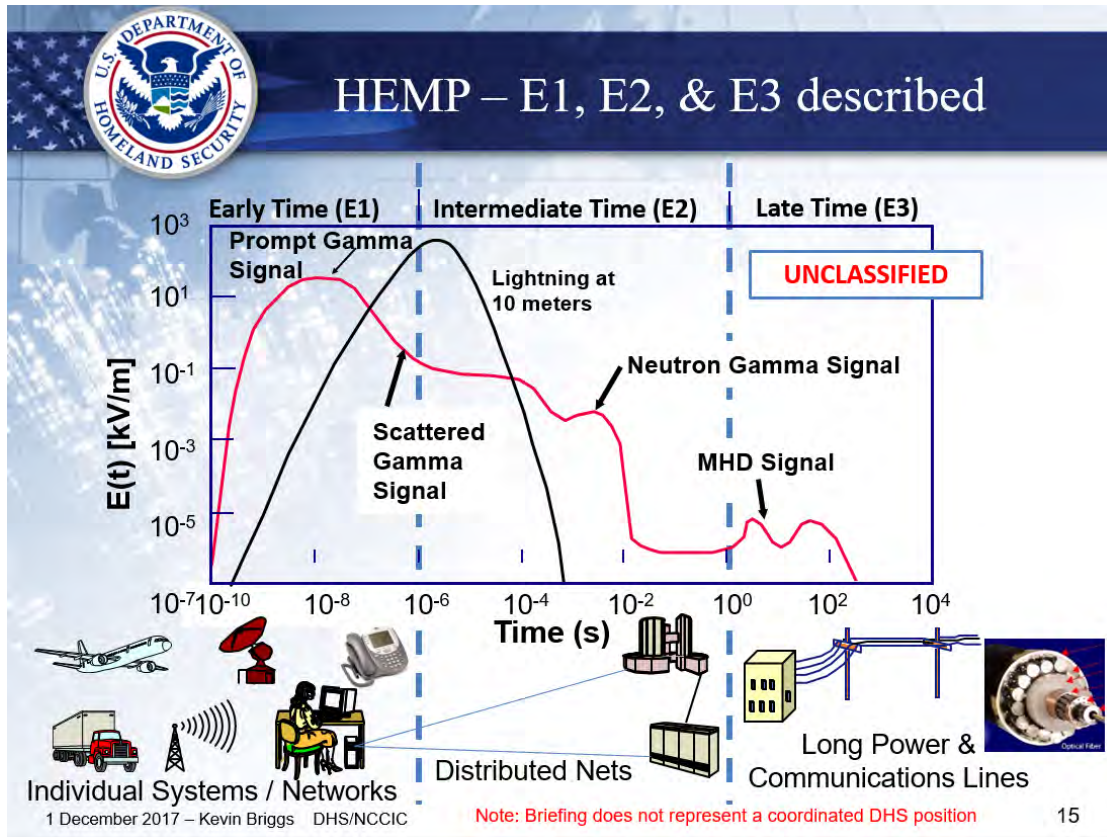 U.S. DEPARTMENT OF
HOMELAND SECURITY
HEMP – E1, E2, & E3 described
Early Time (E1)
Intermediate Time (E2)
Late Time (E3)
UNCLASSIFIED
Prompt Gamma
Signal
Lightning at
10 meters
Neutron Gamma Signal
Scattered
Gamma
Signal
MHD Signal
E(t) [kV/m]
10³
10¹
10⁻¹
10⁻³
10⁻⁵
10⁻⁷
10⁻¹⁰
10⁻⁸
10⁻⁶
10⁻⁴
10⁻²
10⁰
10²
10⁴
Time (s)
Optical Fiber
Individual Systems / Networks
Distributed Nets
Long Power &
Communications Lines
1 December 2017 – Kevin Briggs DHS/NCCIC
Note: Briefing does not represent a coordinated DHS position
15